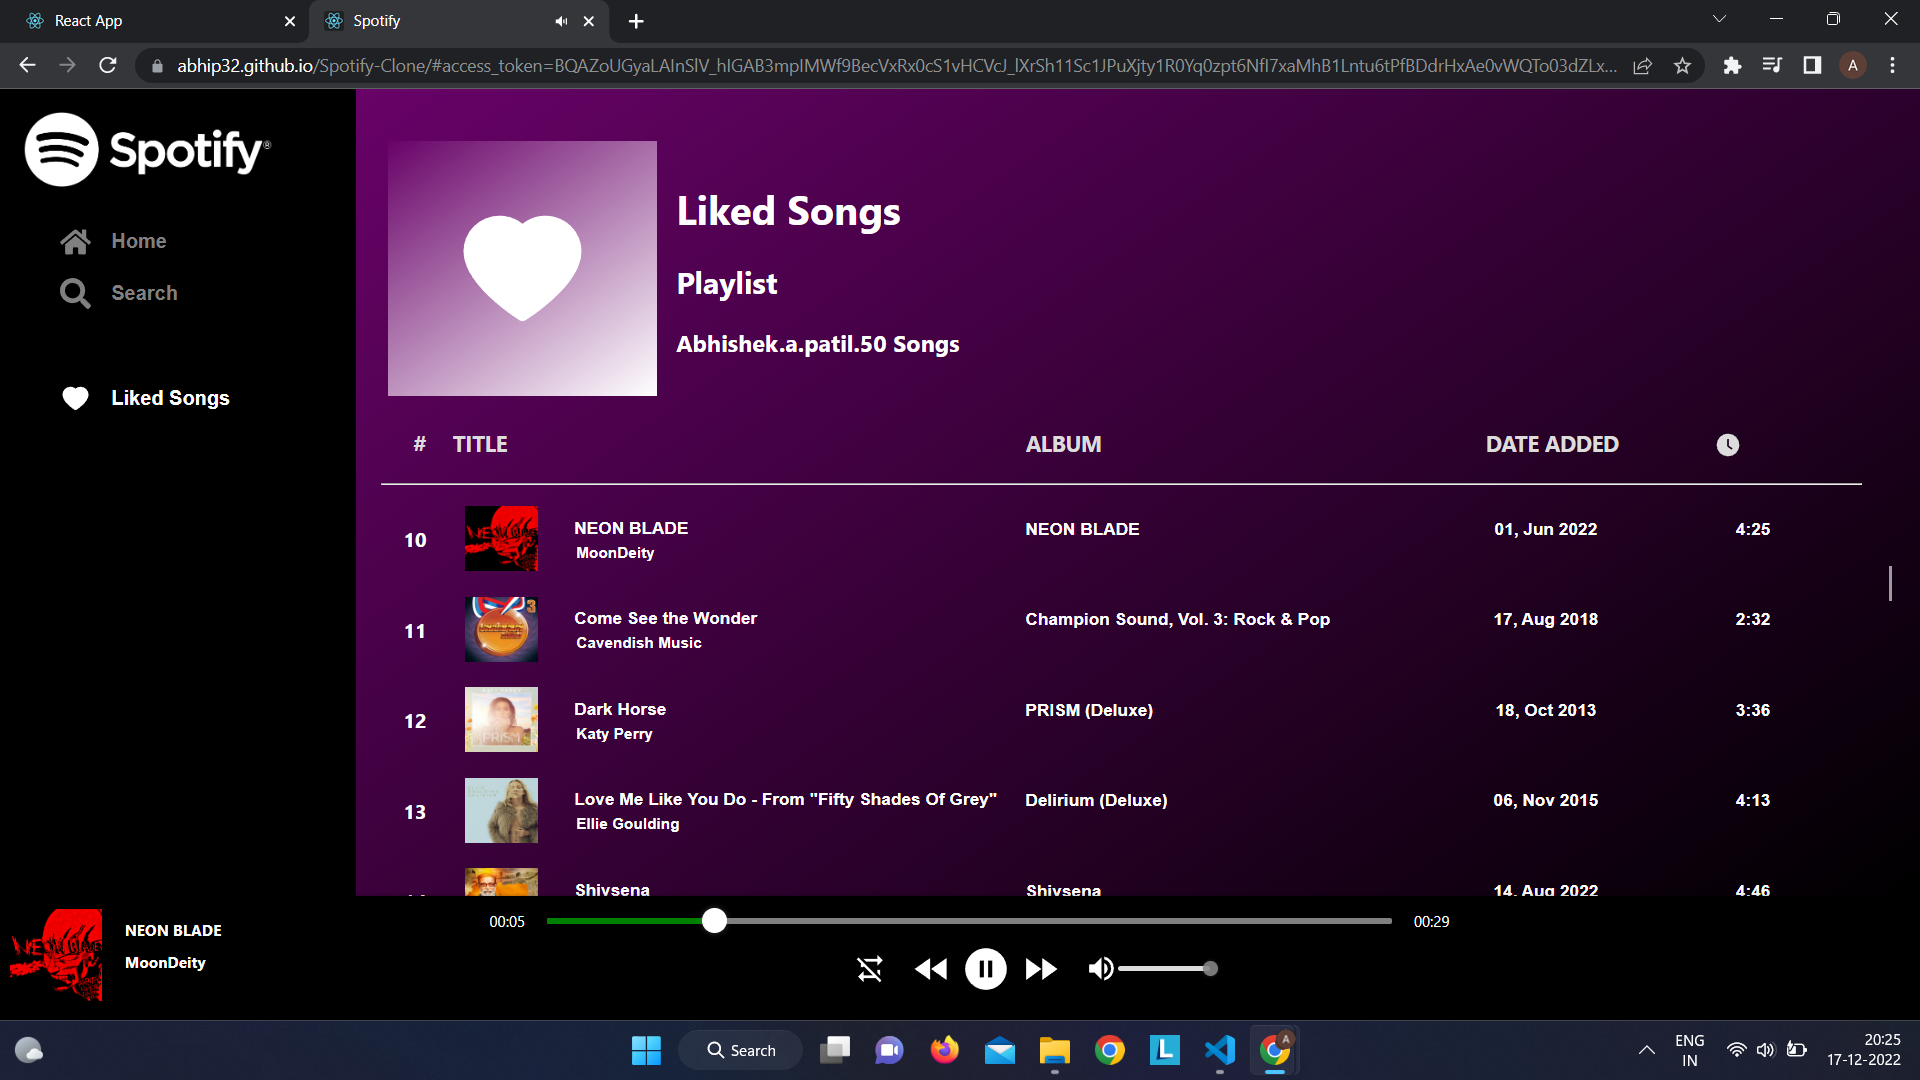 React App
Spotify
abhip32.github.io/Spotify-Clone/#access_token=BQAZoUGyaLAInSlV_hIGAB3mpIMWf9BecVxRx0cS1vHCVcJ_lXrSh11Sc1JPuXjty1R0Yq0zpt6NfI7xaMhB1Lntu6tPfBDdrHxAe0vWQTo03dZLx...
A
Spotify®
Home
Search
Liked Songs
Liked Songs
Playlist
Abhishek.a.patil.50 Songs
# TITLE ALBUM DATE ADDED
10 NEON BLADE NEON BLADE 01, Jun 2022 4:25
MoonDeity
11 Come See the Wonder Champion Sound, Vol. 3: Rock & Pop 17, Aug 2018 2:32
Cavendish Music
12 Dark Horse PRISM (Deluxe) 18, Oct 2013 3:36
Katy Perry
PRISM
13 Love Me Like You Do - From "Fifty Shades Of Grey" Delirium (Deluxe) 06, Nov 2015 4:13
Ellie Goulding
Shivsena Shivsena 14, Aug 2022 4:46
NEON BLADE
MoonDeity
00:05 00:29
Search
L
A
ENG
IN
20:25
17-12-2022